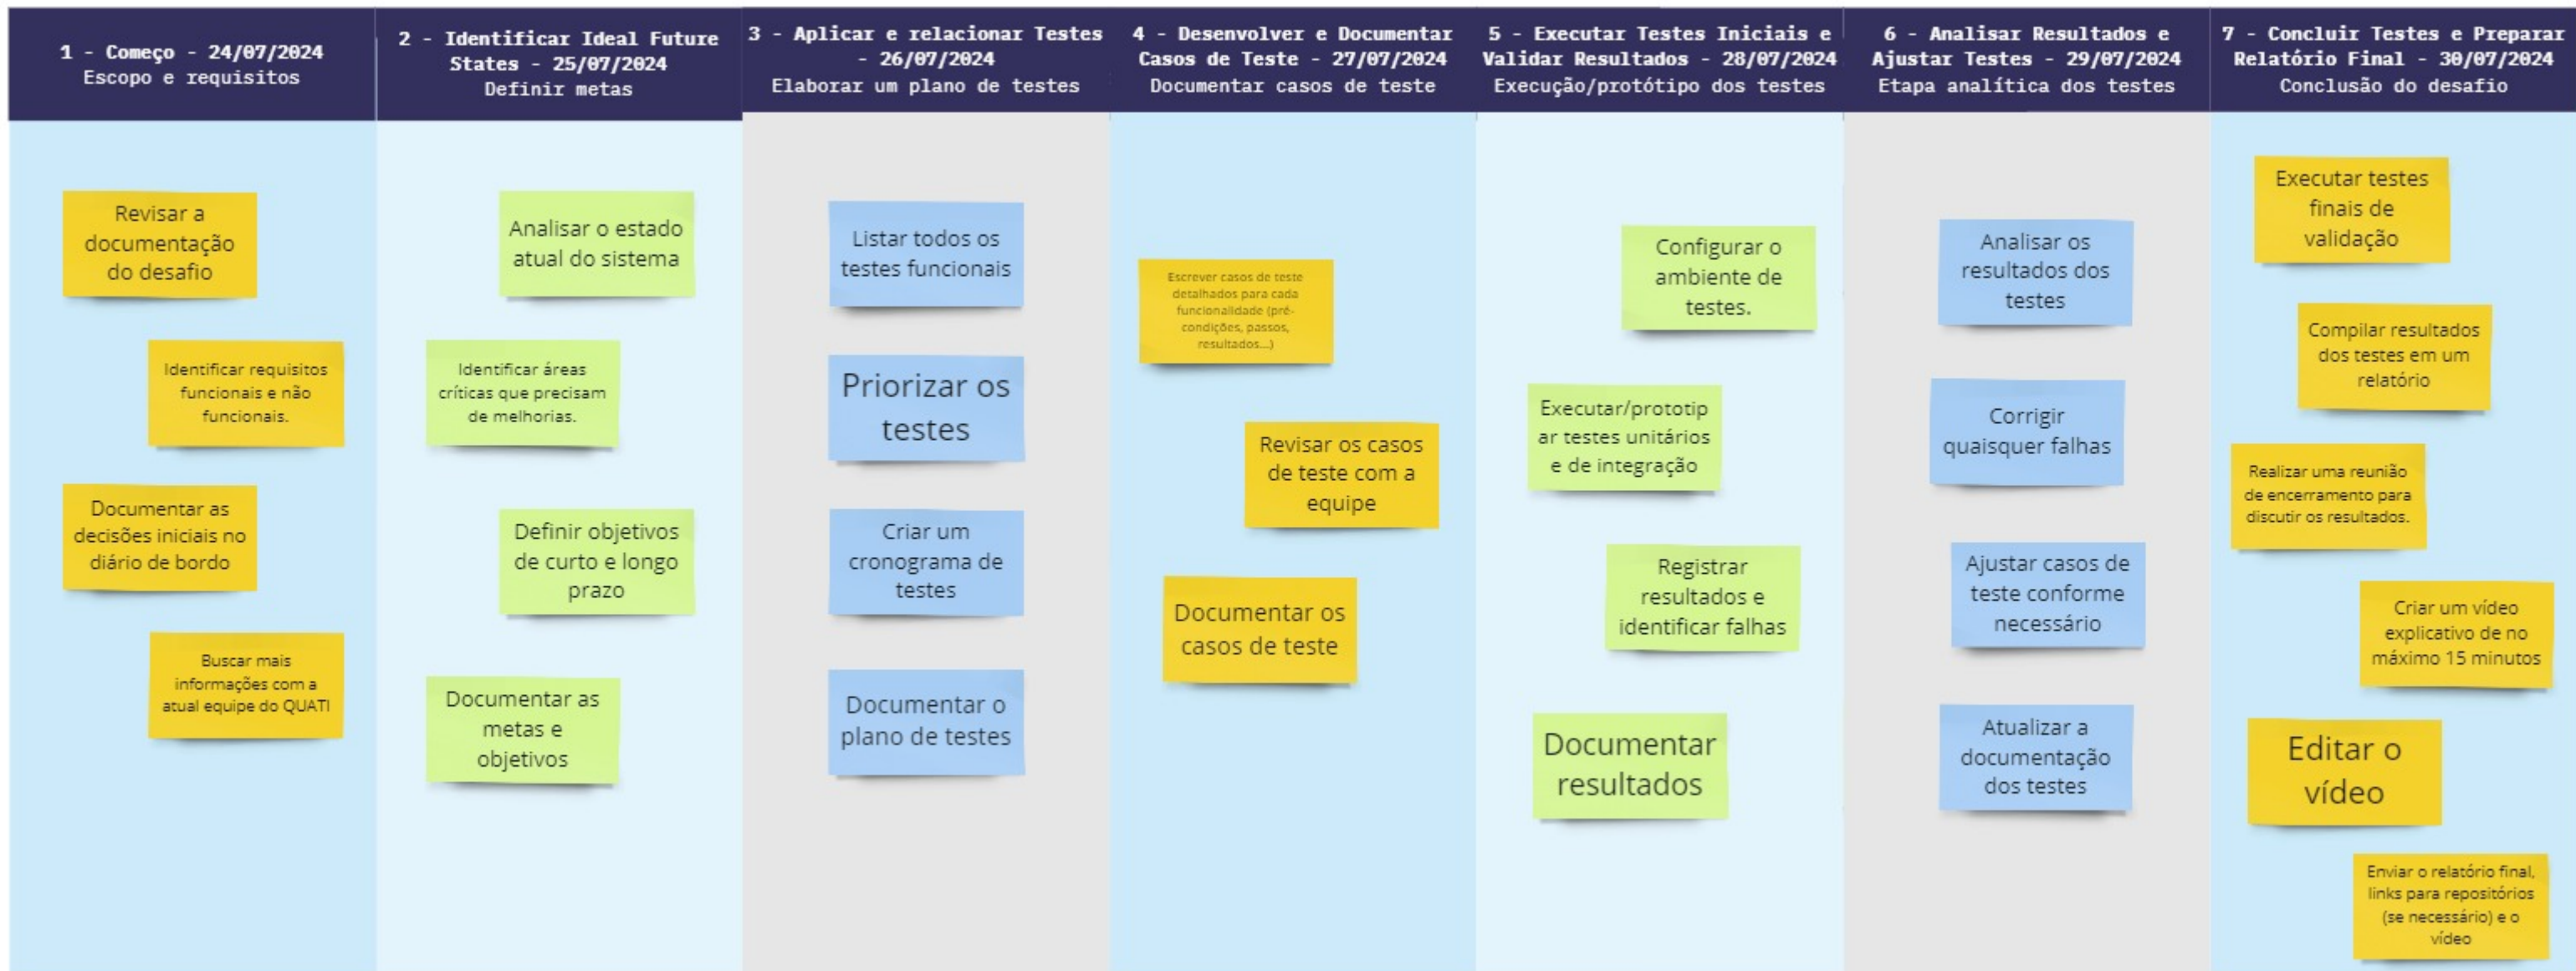 1 - Começo - 24/07/2024
Escopo e requisitos
Revisar a
documentação
do desafio
Identificar requisitos
funcionais e não
funcionais.
Documentar as
decisões iniciais no
diário de bordo
Buscar mais
informações com a
atual equipe do QUATI
2 - Identificar Ideal Future
States - 25/07/2024
Definir metas
Analisar o estado
atual do sistema
Identificar áreas
críticas que precisam
de melhorias.
Definir objetivos
de curto e longo
prazo
Documentar as
metas e
objetivos
3 - Aplicar e relacionar Testes
- 26/07/2024
Elaborar um plano de testes
Listar todos os
testes funcionais
Priorizar os
testes
Criar um
cronograma de
testes
Documentar o
plano de testes
4 - Desenvolver e Documentar
Casos de Teste - 27/07/2024
Documentar casos de teste
Escrever casos de teste
detalhados para cada
funcionalidade (pré-
condições, passos,
resultados...)
Revisar os casos
de teste com a
equipe
Documentar os
casos de teste
5 - Executar Testes Iniciais e
Validar Resultados - 28/07/2024
Execução/protótipo dos testes
Configurar o
ambiente de
testes.
Executar/prototip
ar testes unitários
e de integração
Registrar
resultados e
identificar falhas
Documentar
resultados
6 - Analisar Resultados e
Ajustar Testes - 29/07/2024
Etapa analítica dos testes
Analisar os
resultados dos
testes
Corrigir
quaisquer falhas
Ajustar casos de
teste conforme
necessário
Atualizar a
documentação
dos testes
7 - Concluir Testes e Preparar
Relatório Final - 30/07/2024
Conclusão do desafio
Executar testes
finais de
validação
Compilar resultados
dos testes em um
relatório
Realizar uma reunião
de encerramento para
discutir os resultados.
Criar um vídeo
explicativo de no
máximo 15 minutos
Editar o
vídeo
Enviar o relatório final,
links para repositórios
(se necessário) e o
vídeo